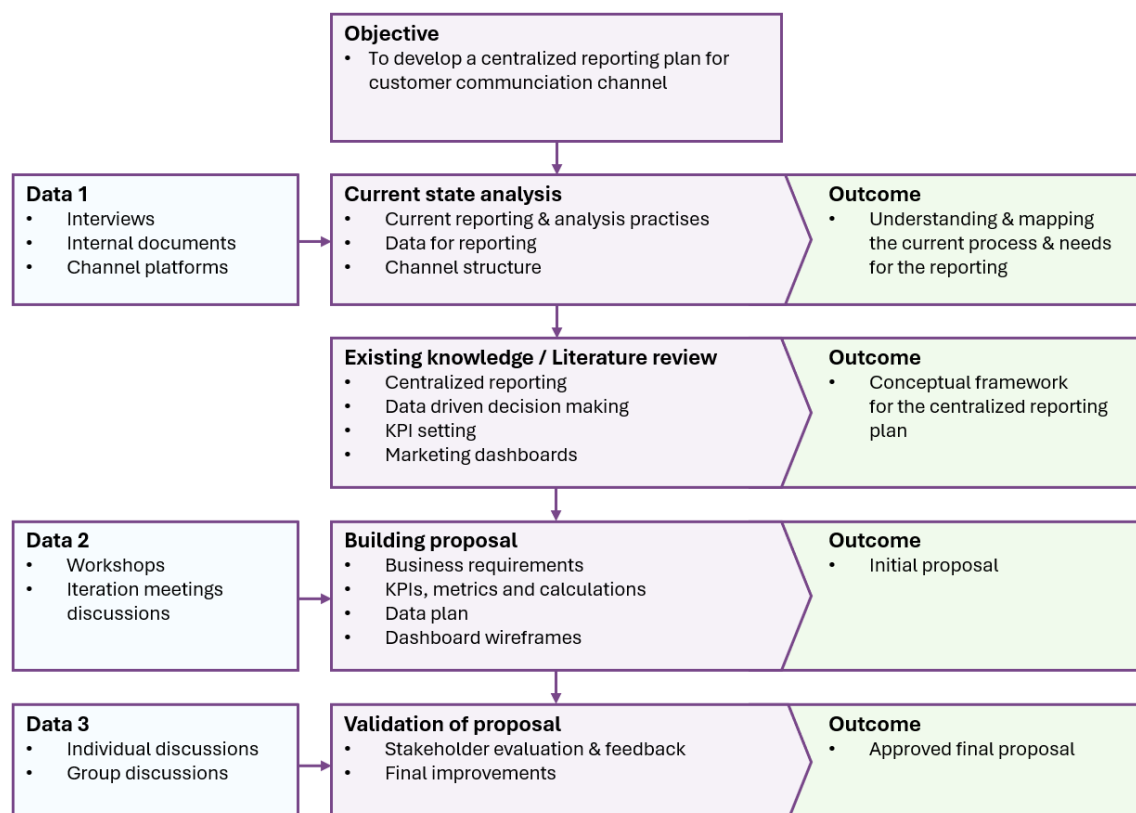 Objective
• To develop a centralized reporting plan for
customer communciation channel
Data 1
• Interviews
• Internal documents
• Channel platforms
Current state analysis
• Current reporting & analysis practises
• Data for reporting
• Channel structure
Outcome
• Understanding & mapping
the current process & needs
for the reporting
Existing knowledge / Literature review
• Centralized reporting
• Data driven decision making
• KPI setting
• Marketing dashboards
Outcome
• Conceptual framework
for the centralized reporting
plan
Data 2
• Workshops
• Iteration meetings
discussions
Building proposal
• Business requirements
• KPIs, metrics and calculations
• Data plan
• Dashboard wireframes
Outcome
• Initial proposal
Data 3
• Individual discussions
• Group discussions
Validation of proposal
• Stakeholder evaluation & feedback
• Final improvements
Outcome
• Approved final proposal